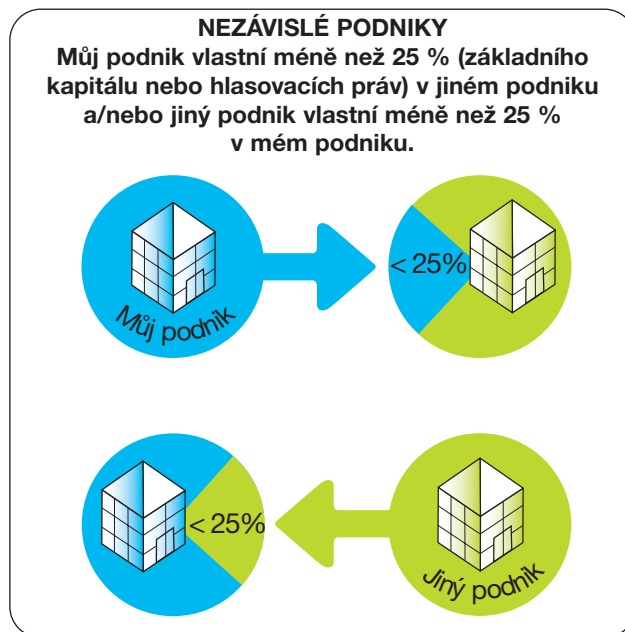 NEZÁVISLÉ PODNIKY
Můj podnik vlastní méně než 25 % (základního
kapitálu nebo hlasovacích práv) v jiném podniku
a/nebo jiný podnik vlastní méně než 25 %
v mém podniku.
Můj podnik
< 25%
< 25%
Jiný podnik